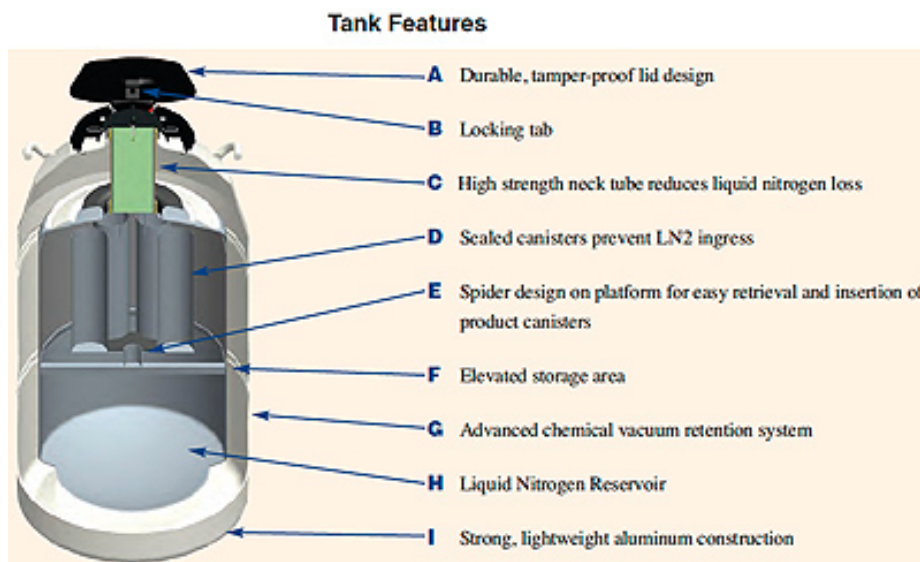 Tank Features
A Durable, tamper-proof lid design
B Locking tab
C High strength neck tube reduces liquid nitrogen loss
D Sealed canisters prevent LN2 ingress
E Spider design on platform for easy retrieval and insertion of
product canisters
F Elevated storage area
G Advanced chemical vacuum retention system
H Liquid Nitrogen Reservoir
I Strong, lightweight aluminum construction